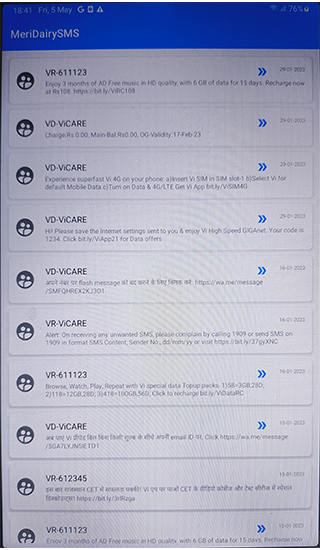 18:41 Fri, 5 May
76%
MeriDairySMS
VR-611123
29-01-2023
Enjoy 3 months of AD Free music in HD quality, with 6 GB of data for 15 days. Recharge now
at Rs108. https://bit.ly/ViRC108
VD-ViCARE
29-01-2023
Charge:Rs 0.00, Main-Bal:Rs0.00, OG-Validity:17-Feb-23
VD-ViCARE
29-01-2023
Experience superfast Vi 4G on your phone: a)Insert Vi SIM in SIM slot-1 b)Select Vi for
default Mobile Data c)Turn on Data & 4G/LTE Get Vi App bit.ly/ViSIM4G
VD-ViCARE
29-01-2023
Hi! Please save the Internet settings sent to you & enjoy Vi High Speed GIGAnet. Your code is
1234. Click bit.ly/ViApp21 for Data offers
VD-ViCARE
16-01-2023
अपने नंबर पर flash message को बंद करने के लिए क्लिक करें: https://wa.me/message
/SMFQHREX2KJ3O1
VR-ViCARE
16-01-2023
Alert: On receiving any unwanted SMS, please complain by calling 1909 or send SMS on
1909 in format SMS Content, Sender No., dd/mm/yy or visit https://bit.ly/37gyXNC
VR-611123
16-01-2023
Browse, Watch, Play, Repeat with Vi special data Topup packs. 1)58=3GB,28D;
2)118=12GB,28D; 3)478=100GB,56D; Click to recharge bit.ly/ViDataRC
VD-ViCARE
15-01-2023
अब पाएं Vi प्रीपेड बिल बिना किसी शुल्क के सीधे अपनी email ID पर. Click https://wa.me/message
/SGA7LYJNSIETD1
VR-612345
15-01-2023
इस बार राजस्थान CET में सफलता पक्की! Vi एप पर पाओ CET के वीडियो कोर्सेज और टेस्ट सीरीज में स्पेशल
डिस्काउन्ट्स! https://bit.ly/3rlRzga
VR-611123
15-01-2023
Enjoy 3 months of AD Free music in HD quality, with 6 GB of data for 15 days. Recharge now